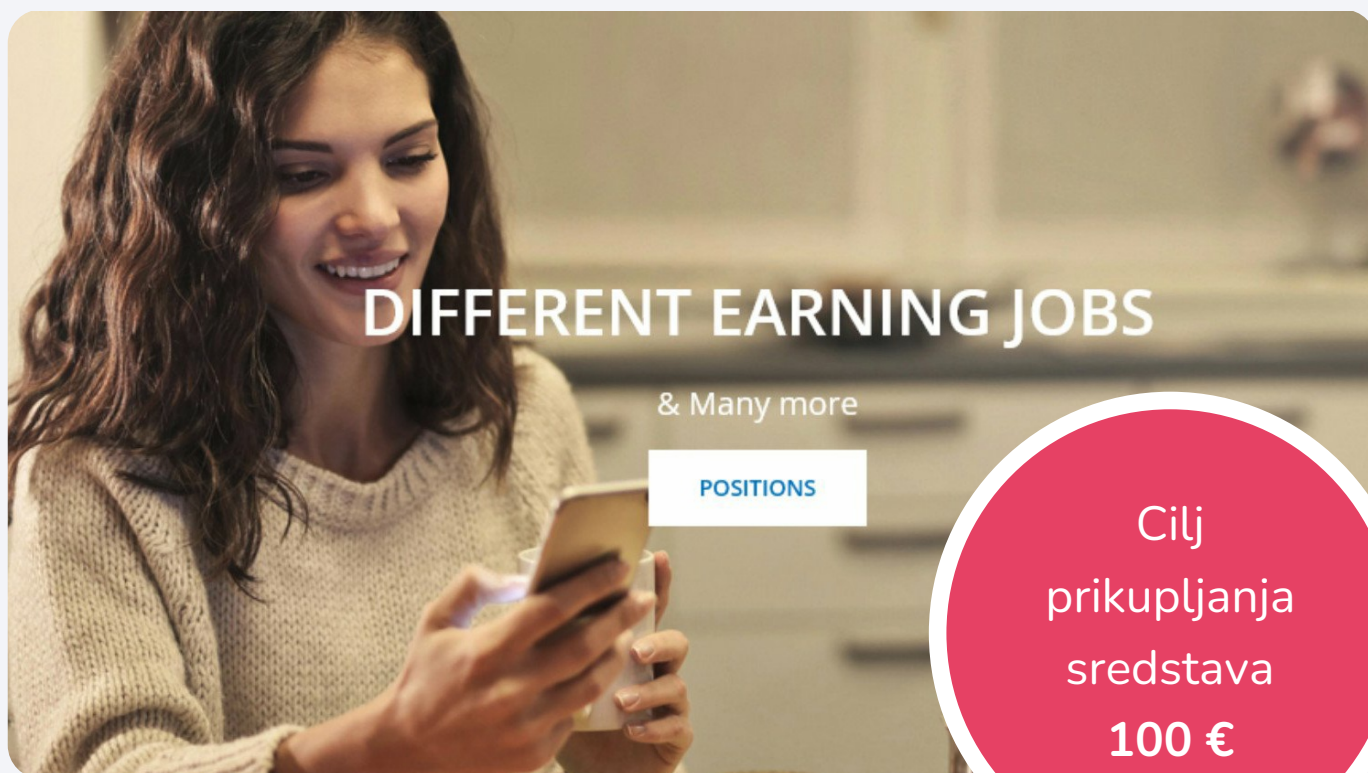 DIFFERENT EARNING JOBS
& Many more
POSITIONS
Cilj
prikupljanja
sredstava
100 €